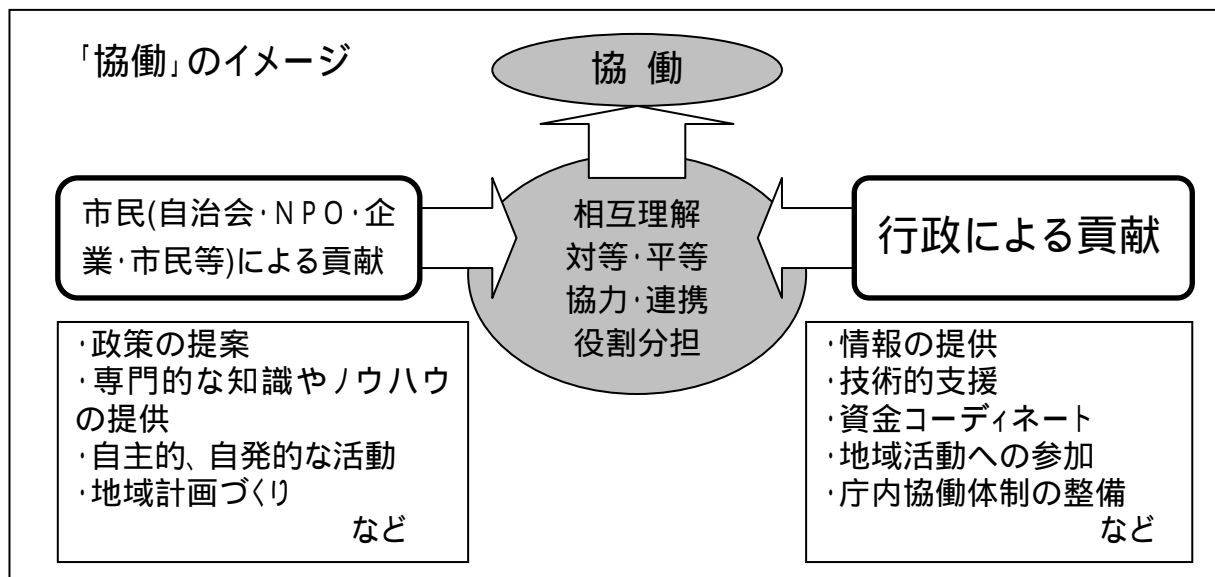 「協働」のイメージ
協 働
市民(自治会・NPO・企
業・市民等)による貢献
相互理解
対等・平等
協力・連携
役割分担
行政による貢献
・政策の提案
・専門的な知識やノウハウ
の提供
・自主的、自発的な活動
・地域計画づくり
など
・情報の提供
・技術的支援
・資金コーディネート
・地域活動への参加
・庁内協働体制の整備
など